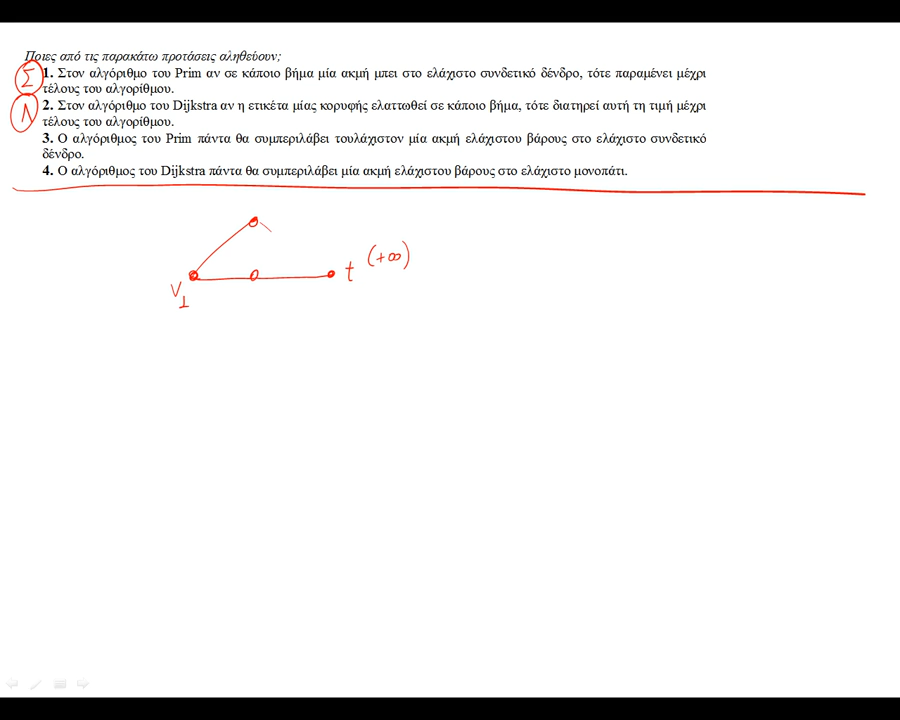 Ποιες από τις παρακάτω προτάσεις αληθεύουν;
Σ 1. Στον αλγόριθμο του Prim αν σε κάποιο βήμα μία ακμή μπει στο ελάχιστο συνδετικό δένδρο, τότε παραμένει μέχρι
τέλους του αλγορίθμου.
Λ 2. Στον αλγόριθμο του Dijkstra αν η ετικέτα μίας κορυφής ελαττωθεί σε κάποιο βήμα, τότε διατηρεί αυτή τη τιμή μέχρι
τέλους του αλγορίθμου.
3. Ο αλγόριθμος του Prim πάντα θα συμπεριλάβει τουλάχιστον μία ακμή ελάχιστου βάρους στο ελάχιστο συνδετικό
δένδρο.
4. Ο αλγόριθμος του Dijkstra πάντα θα συμπεριλάβει μία ακμή ελάχιστου βάρους στο ελάχιστο μονοπάτι.
t (+∞)
V1